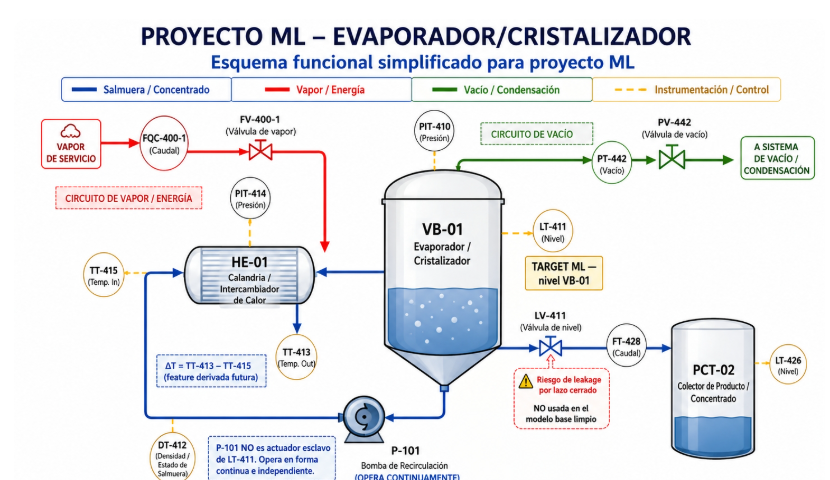 PROYECTO ML – EVAPORADOR/CRISTALIZADOR
Esquema funcional simplificado para proyecto ML
Salmuera / Concentrado
Vapor / Energía
Vacío / Condensación
Instrumentación / Control
VAPOR
DE SERVICIO
FQC-400-1
(Caudal)
FV-400-1
(Válvula de vapor)
PIT-410
(Presión)
CIRCUITO DE VACÍO
PT-442
(Vacío)
PV-442
(Válvula de vacío)
A SISTEMA
DE VACÍO /
CONDENSACIÓN
CIRCUITO DE VAPOR / ENERGÍA
PIT-414
(Presión)
VB-01
Evaporador /
Cristalizador
LT-411
(Nivel)
TARGET ML —
nivel VB-01
TT-415
(Temp. In)
HE-01
Calandria /
Intercambiador
de Calor
TT-413
(Temp. Out)
ΔT = TT-413 – TT-415
(feature derivada futura)
LV-411
(Válvula de nivel)
FT-428
(Caudal)
Riesgo de leakage
por lazo cerrado
NO usada en el
modelo base limpio
PCT-02
Colector de Producto /
Concentrado
LT-426
(Nivel)
DT-412
(Densidad /
Estado de
Salmuera)
P-101 NO es actuador esclavo
de LT-411. Opera en forma
continua e independiente.
P-101
Bomba de Recirculación
(OPERA CONTINUAMENTE)